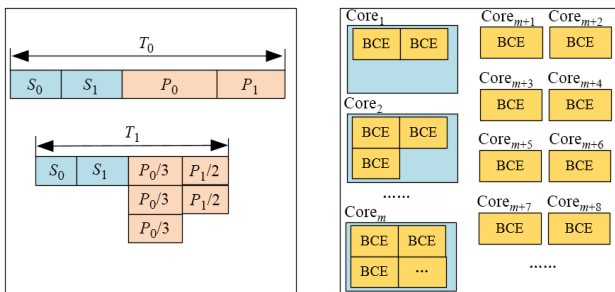 T₀
S₀ S₁ P₀ P₁
T₁
S₀ S₁ P₀/3 P₁/2
P₀/3 P₁/2
P₀/3
Core₁
BCE BCE
Core₂
BCE BCE
BCE
......
Coreₘ
BCE BCE
BCE ...
Coreₘ₊₁ Coreₘ₊₂
BCE BCE
Coreₘ₊₃ Coreₘ₊₄
BCE BCE
Coreₘ₊₅ Coreₘ₊₆
BCE BCE
Coreₘ₊₇ Coreₘ₊₈
BCE BCE
......